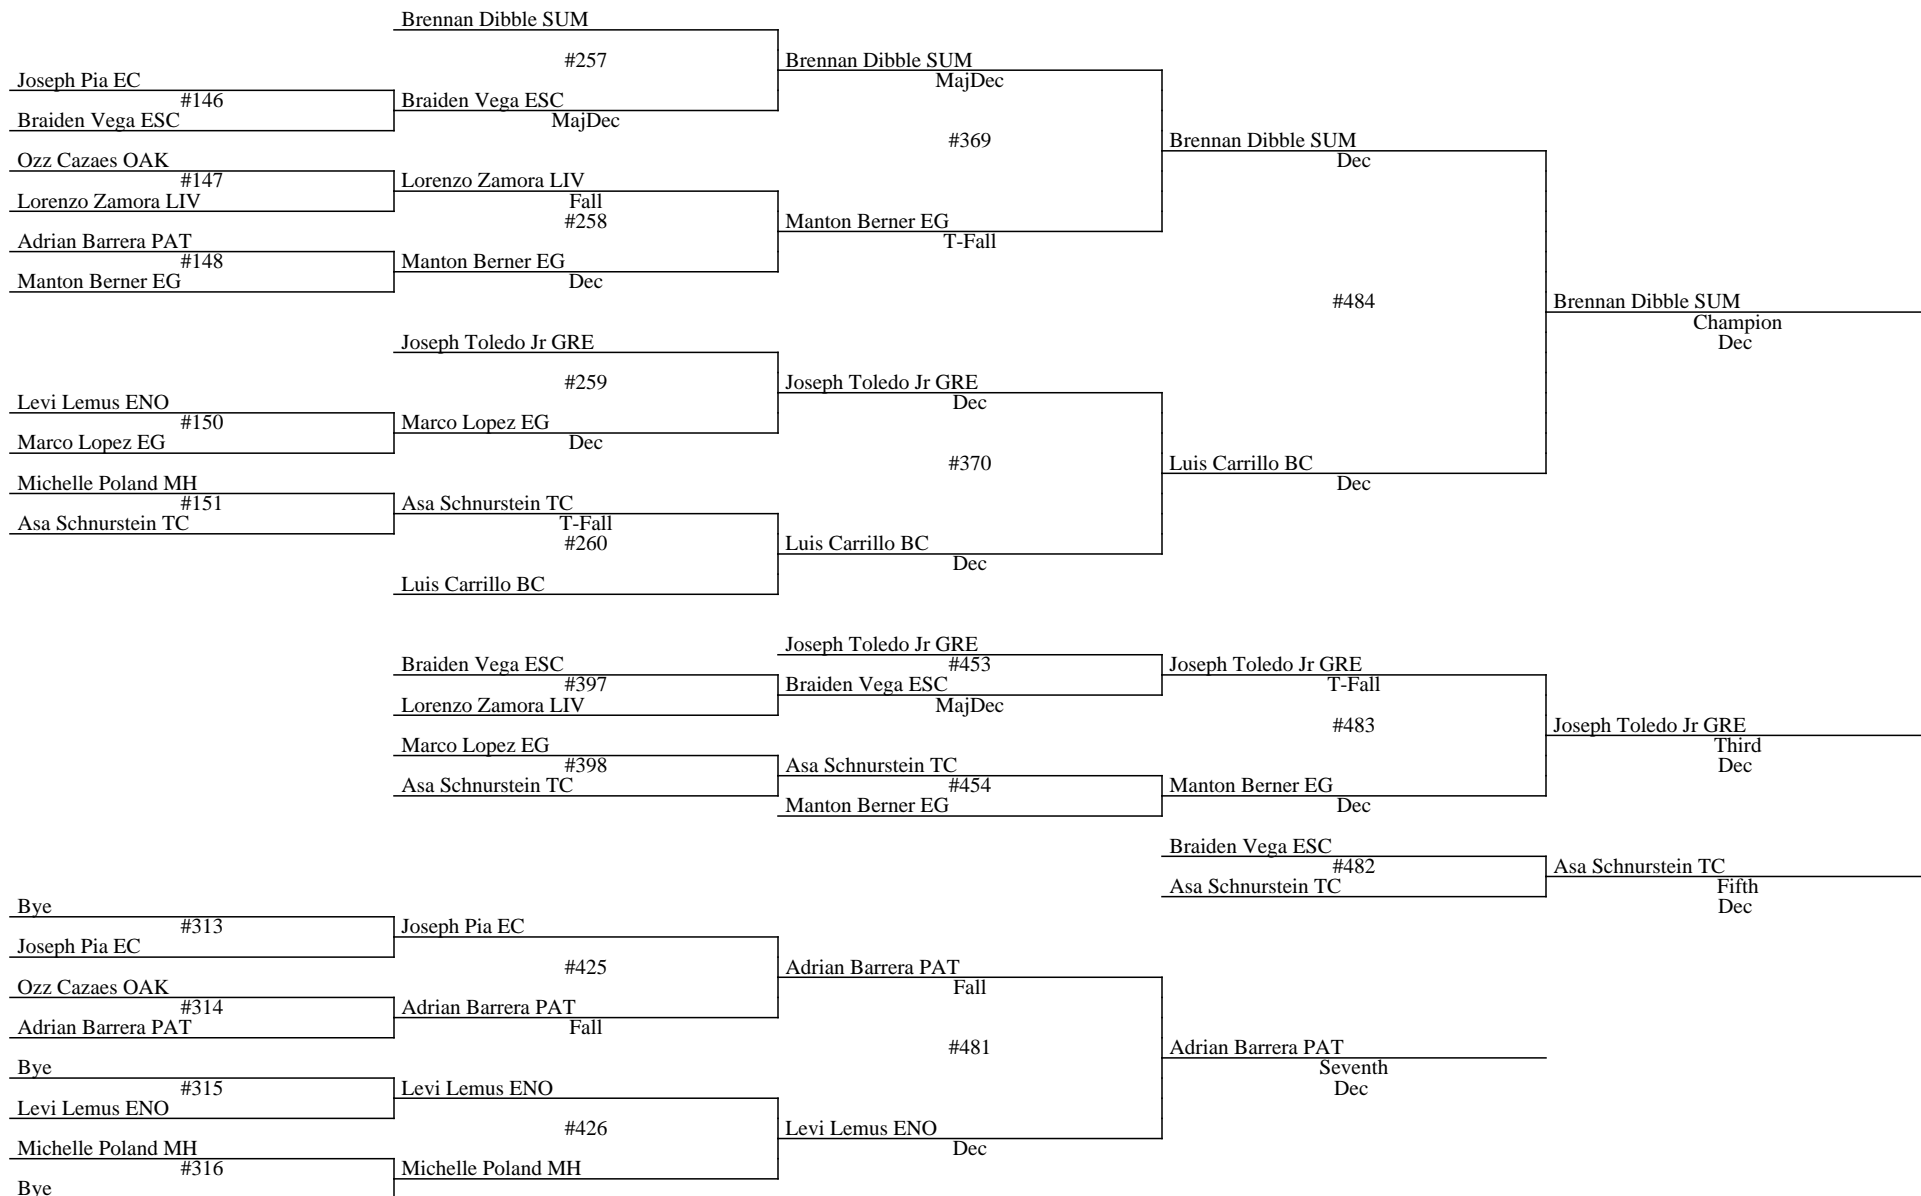 Brennan Dibble SUM
#257
Brennan Dibble SUM
MajDec
Joseph Pia EC
#146
Braiden Vega ESC
Braiden Vega ESC
MajDec
#369
Brennan Dibble SUM
Dec
Ozz Cazaes OAK
#147
Lorenzo Zamora LIV
Lorenzo Zamora LIV
Fall
#258
Manton Berner EG
T-Fall
Adrian Barrera PAT
#148
Manton Berner EG
Manton Berner EG
Dec
#484
Brennan Dibble SUM
Champion
Dec
Joseph Toledo Jr GRE
#259
Joseph Toledo Jr GRE
Dec
Levi Lemus ENO
#150
Marco Lopez EG
Marco Lopez EG
Dec
#370
Luis Carrillo BC
Dec
Michelle Poland MH
#151
Asa Schnurstein TC
Asa Schnurstein TC
T-Fall
#260
Luis Carrillo BC
Dec
Luis Carrillo BC
Joseph Toledo Jr GRE
#453
Joseph Toledo Jr GRE
T-Fall
Braiden Vega ESC
#397
Lorenzo Zamora LIV
Braiden Vega ESC
MajDec
#483
Joseph Toledo Jr GRE
Third
Dec
Marco Lopez EG
#398
Asa Schnurstein TC
Asa Schnurstein TC
#454
Manton Berner EG
Manton Berner EG
Dec
Braiden Vega ESC
#482
Asa Schnurstein TC
Asa Schnurstein TC
Fifth
Dec
Bye
#313
Joseph Pia EC
Joseph Pia EC
#425
Adrian Barrera PAT
Fall
Ozz Cazaes OAK
#314
Adrian Barrera PAT
Adrian Barrera PAT
Fall
#481
Adrian Barrera PAT
Seventh
Dec
Bye
#315
Levi Lemus ENO
Levi Lemus ENO
#426
Levi Lemus ENO
Dec
Michelle Poland MH
#316
Bye
Michelle Poland MH